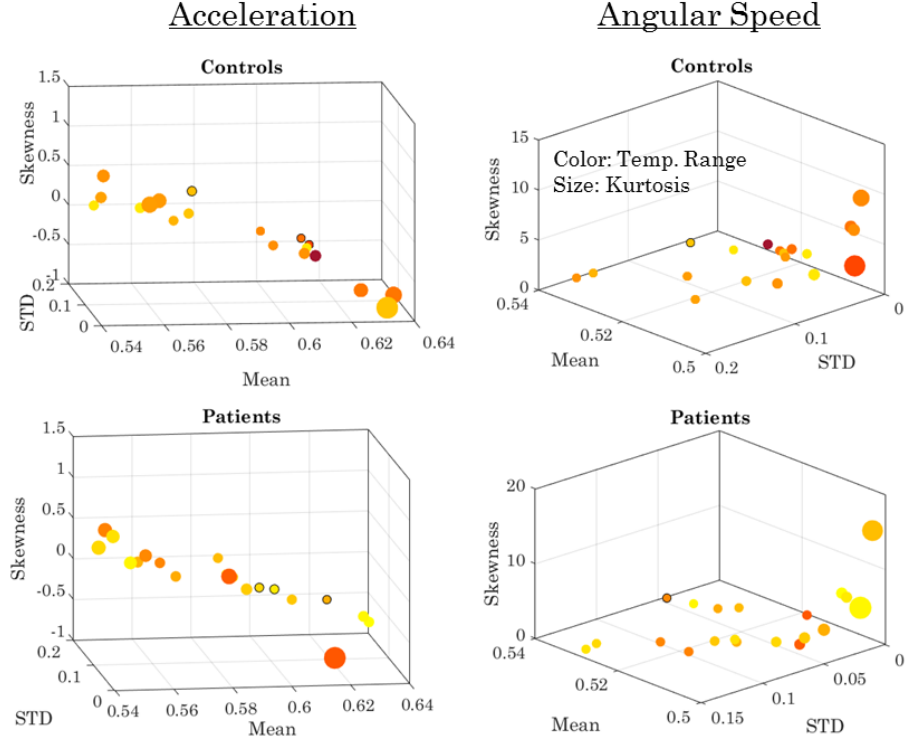 Acceleration
Angular Speed
Controls
1.5
1
0.5
0
-0.5
-1
Skewness
0.2
0.1
0
STD
0.54
0.56
0.58
0.6
0.62
0.64
Mean
Controls
Color: Temp. Range
Size: Kurtosis
15
10
5
0
Skewness
0.54
0.52
0.5
Mean
0.2
0.1
0
STD
Patients
1.5
1
0.5
0
-0.5
-1
Skewness
0.2
0.1
0
STD
0.54
0.56
0.58
0.6
0.62
0.64
Mean
Patients
20
10
0
Skewness
0.54
0.52
0.5
Mean
0.15
0.1
0.05
0
STD